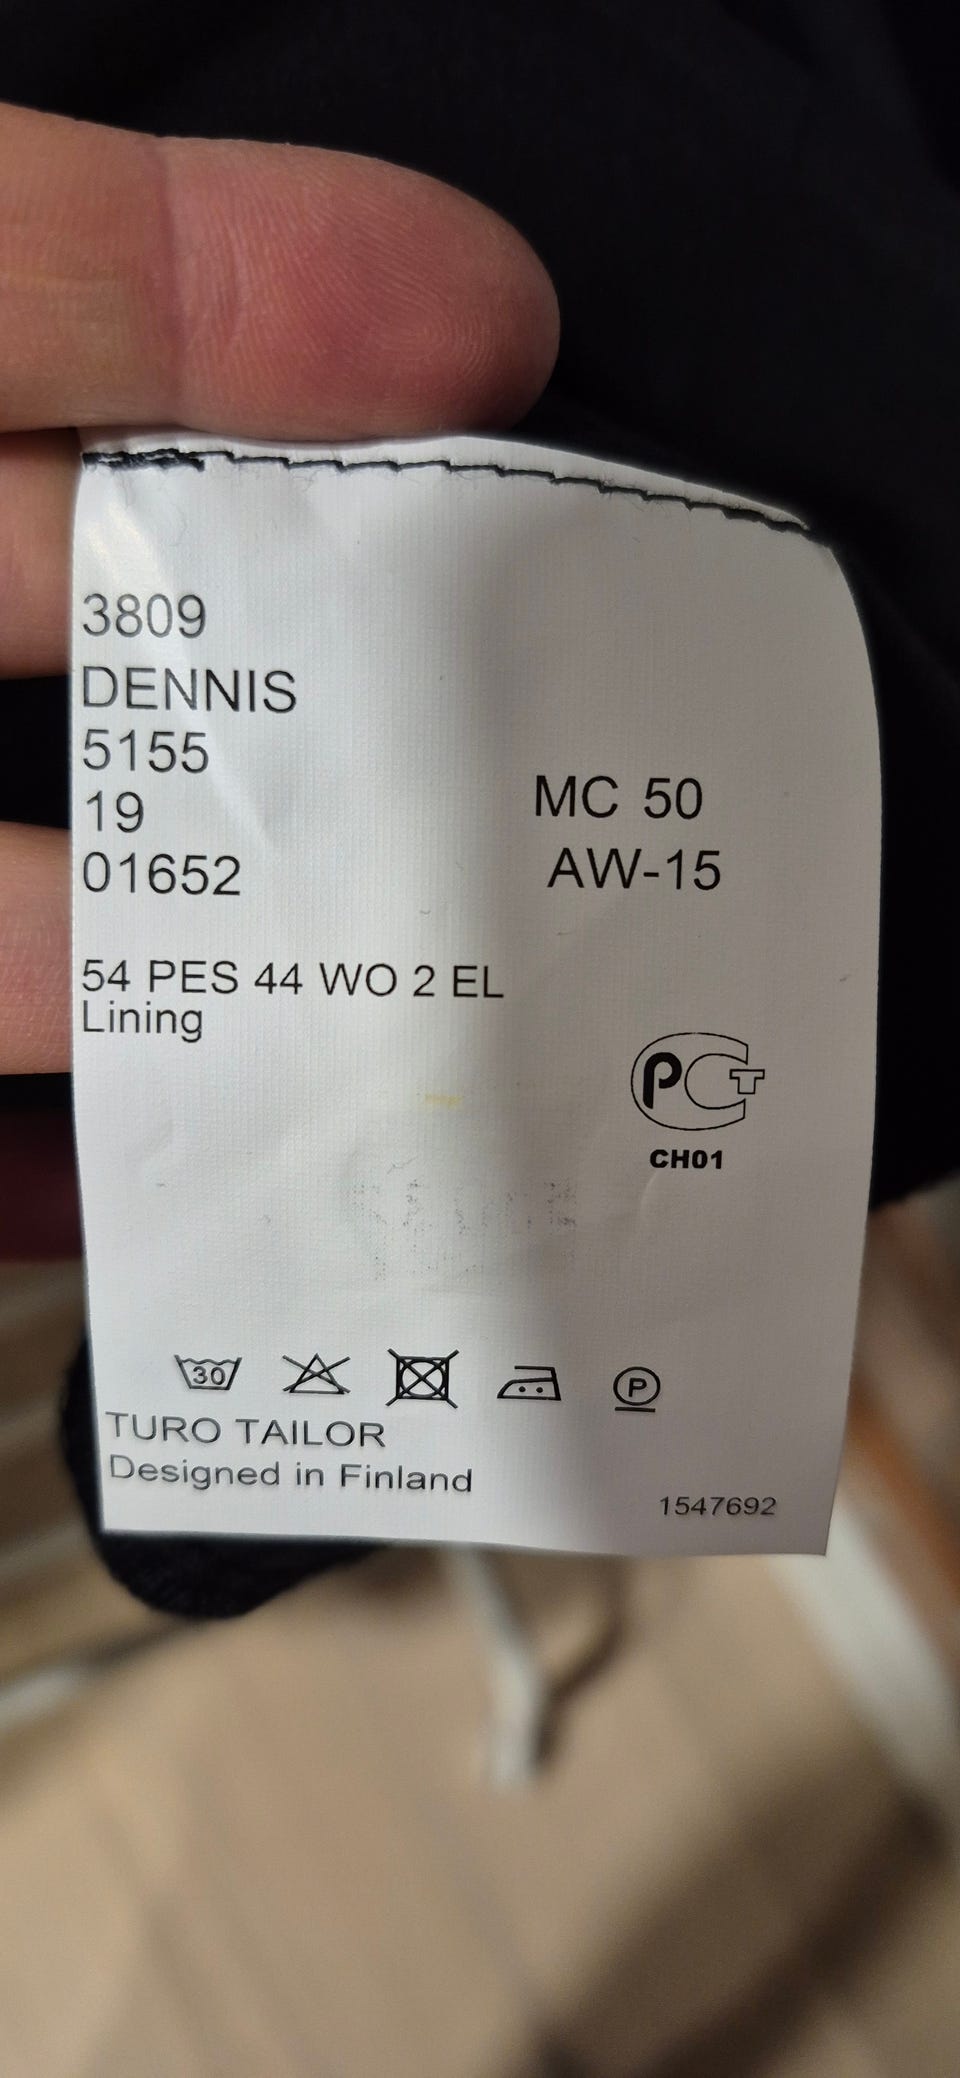 3809
DENNIS
5155
19
01652
MC 50
AW-15
54 PES 44 WO 2 EL
Lining
РСТ
CH01
30
P
TURO TAILOR
Designed in Finland
1547692